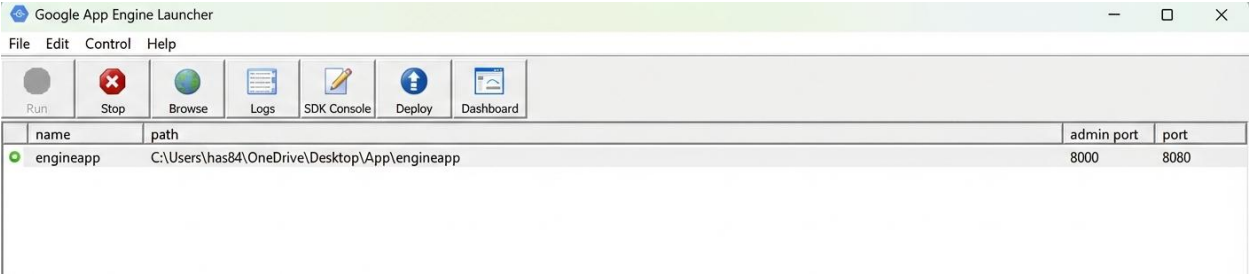 Google App Engine Launcher
File Edit Control Help
Run Stop Browse Logs SDK Console Deploy Dashboard
name path admin port port
engineapp C:\Users\has84\OneDrive\Desktop\App\engineapp 8000 8080